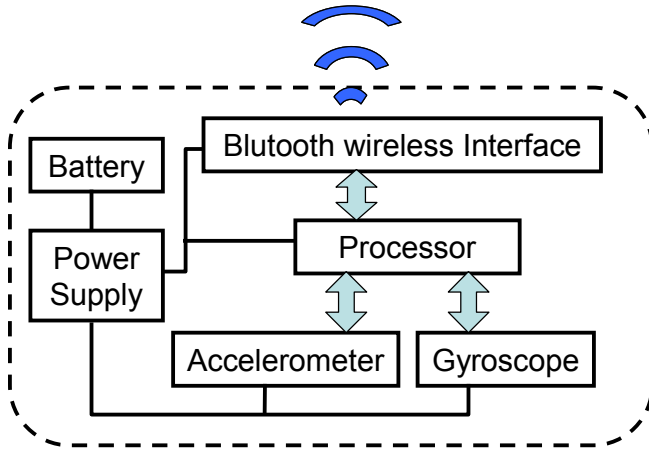 Blutooth wireless Interface
Battery
Processor
Power
Supply
Accelerometer
Gyroscope